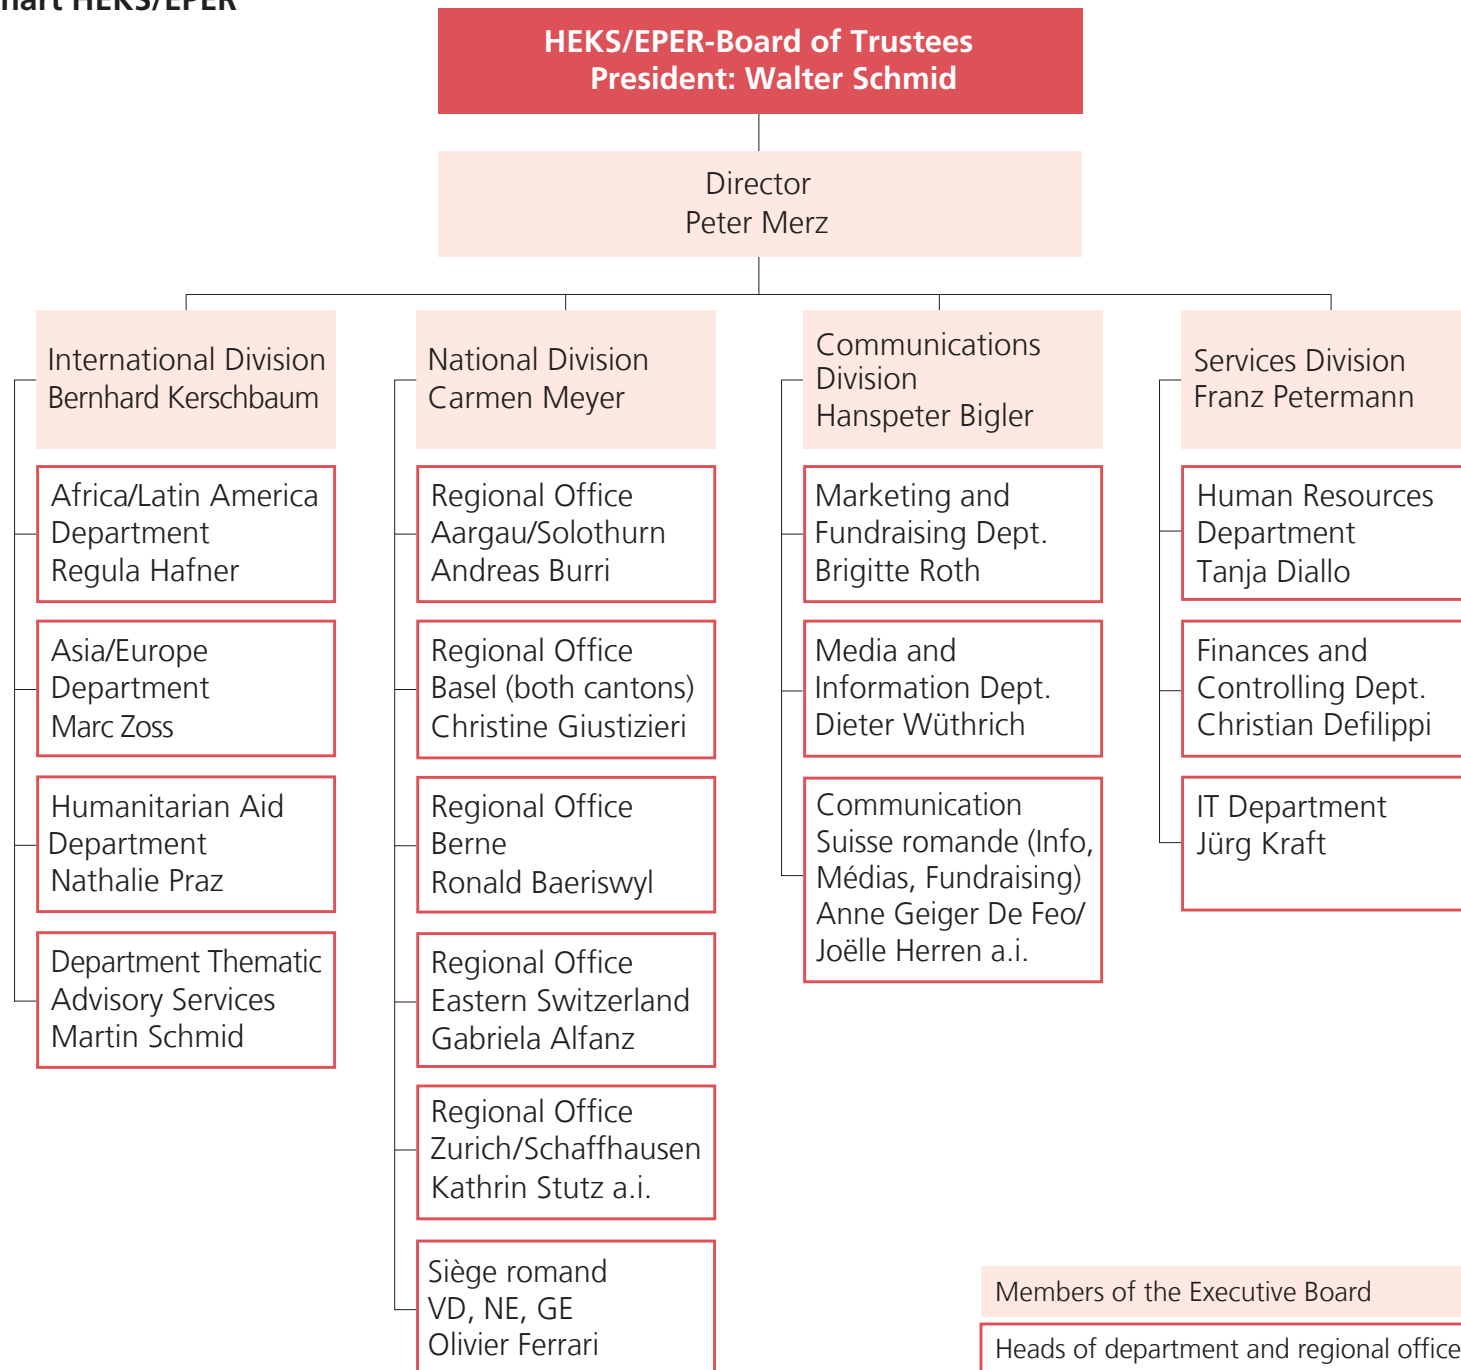 HEKS/EPER
HEKS/EPER-Board of Trustees
President: Walter Schmid
Director
Peter Merz
International Division
Bernhard Kerschbaum
Africa/Latin America
Department
Regula Hafner
Asia/Europe
Department
Marc Zoss
Humanitarian Aid
Department
Nathalie Praz
Department Thematic
Advisory Services
Martin Schmid
National Division
Carmen Meyer
Regional Office
Aargau/Solothurn
Andreas Burri
Regional Office
Basel (both cantons)
Christine Giustizieri
Regional Office
Berne
Ronald Baeriswyl
Regional Office
Eastern Switzerland
Gabriela Alfanz
Regional Office
Zurich/Schaffhausen
Kathrin Stutz a.i.
Siège romand
VD, NE, GE
Olivier Ferrari
Communications
Division
Hanspeter Bigler
Marketing and
Fundraising Dept.
Brigitte Roth
Media and
Information Dept.
Dieter Wüthrich
Communication
Suisse romande (Info,
Médias, Fundraising)
Anne Geiger De Feo/
Joëlle Herren a.i.
Services Division
Franz Petermann
Human Resources
Department
Tanja Diallo
Finances and
Controlling Dept.
Christian Defilippi
IT Department
Jürg Kraft
Members of the Executive Board
Heads of department and regional office